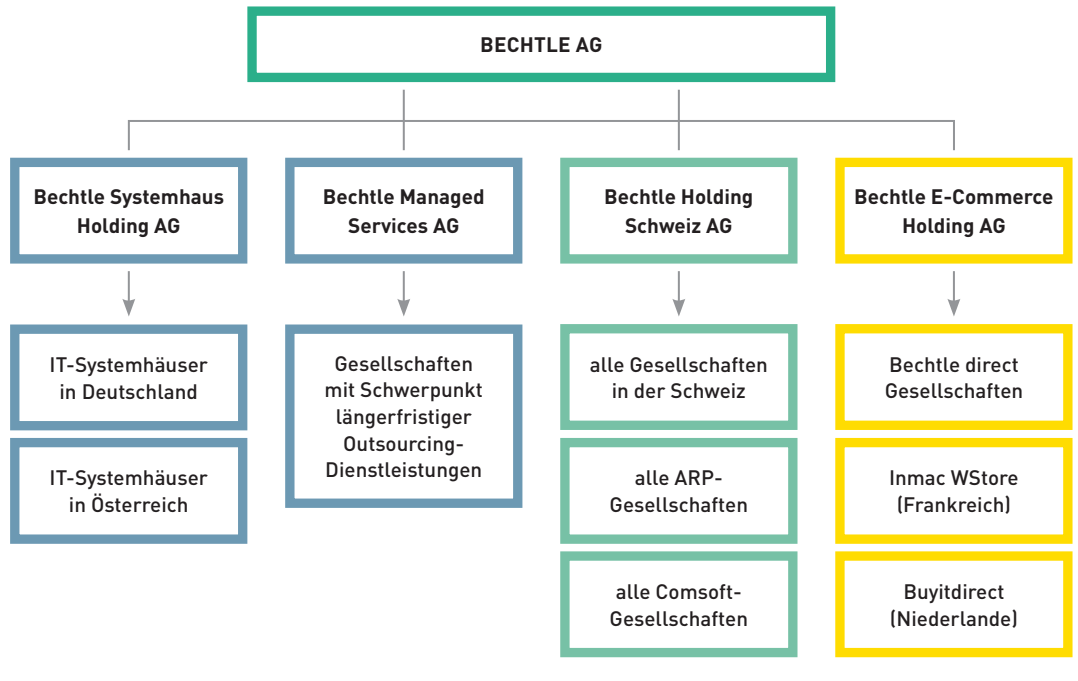 BECHTLE AG
Bechtle Systemhaus
Holding AG
Bechtle Managed
Services AG
Bechtle Holding
Schweiz AG
Bechtle E-Commerce
Holding AG
IT-Systemhäuser
in Deutschland
IT-Systemhäuser
in Österreich
Gesellschaften
mit Schwerpunkt
längerfristiger
Outsourcing-
Dienstleistungen
alle Gesellschaften
in der Schweiz
alle ARP-
Gesellschaften
alle Comsoft-
Gesellschaften
Bechtle direct
Gesellschaften
Inmac WStore
(Frankreich)
Buyitdirect
(Niederlande)